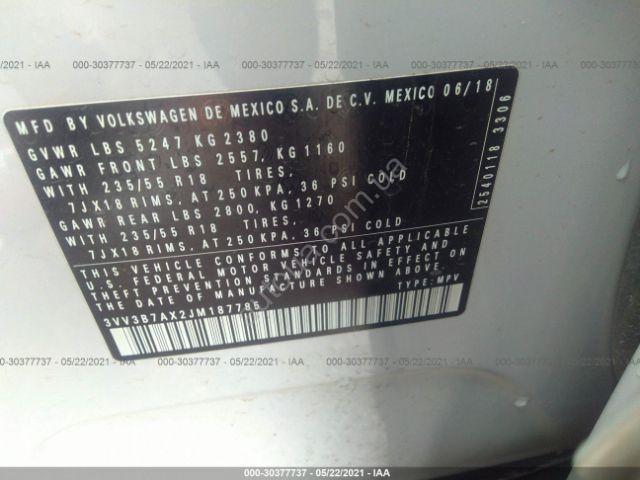 000-30377737 - 05/22/2021 - IAA
MFD BY VOLKSWAGEN DE MEXICO S.A. DE C.V. MEXICO 06/18
GVWR LBS 5247 KG 2380
GAWR FRONT LBS 2557, KG 1160
WITH 235/55 R18 TIRES.
7JX18 RIMS, AT 250 KPA, 36 PSI COLD
GAWR REAR LBS 2800, KG 1270
WITH 235/55 R18 TIRES.
7JX18 RIMS, AT 250 KPA, 36 PSI COLD
THIS VEHICLE CONFORMS TO ALL APPLICABLE
U.S. FEDERAL MOTOR VEHICLE SAFETY AND
THEFT PREVENTION STANDARDS IN EFFECT ON
THE DATE OF MANUFACTURE SHOWN ABOVE.
3VV3B7AX2JM187785
TYPE: MPV
2540118 3306
000-30377737 - 05/22/2021 - IAA